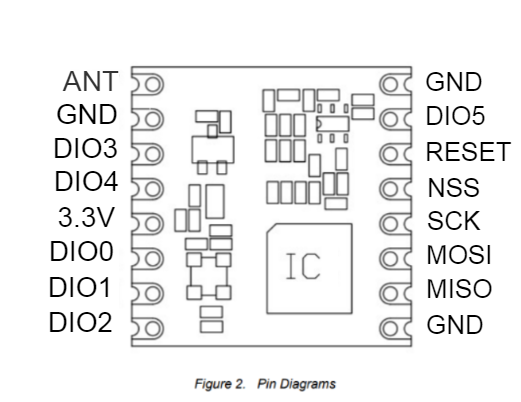 ANT
GND
DIO3
DIO4
3.3V
DIO0
DIO1
DIO2
IC
GND
DIO5
RESET
NSS
SCK
MOSI
MISO
GND
Figure 2. Pin Diagrams